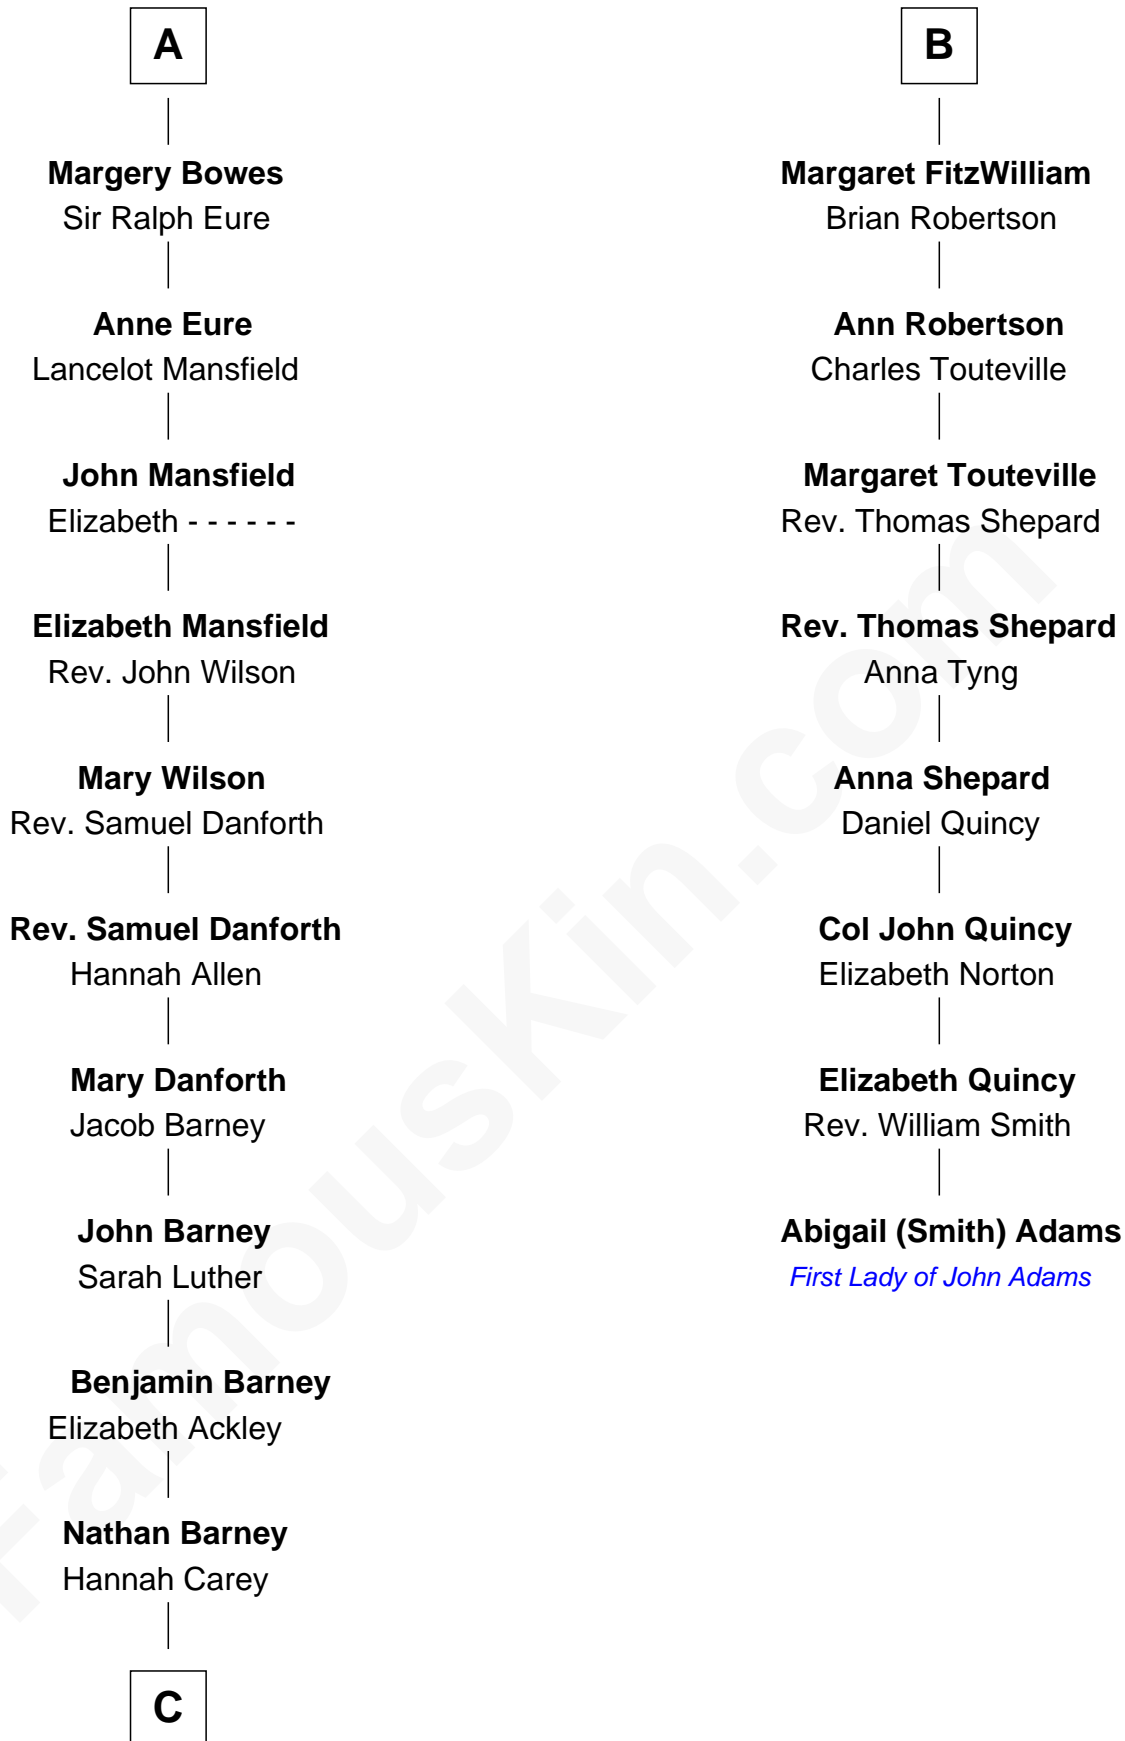 A
Margery Bowes
Sir Ralph Eure
Anne Eure
Lancelot Mansfield
John Mansfield
Elizabeth - - - - - -
Elizabeth Mansfield
Rev. John Wilson
Mary Wilson
Rev. Samuel Danforth
Rev. Samuel Danforth
Hannah Allen
Mary Danforth
Jacob Barney
John Barney
Sarah Luther
Benjamin Barney
Elizabeth Ackley
Nathan Barney
Hannah Carey
C
B
Margaret FitzWilliam
Brian Robertson
Ann Robertson
Charles Touteville
Margaret Touteville
Rev. Thomas Shepard
Rev. Thomas Shepard
Anna Tyng
Anna Shepard
Daniel Quincy
Col John Quincy
Elizabeth Norton
Elizabeth Quincy
Rev. William Smith
Abigail (Smith) Adams
First Lady of John Adams
FamousKin.com